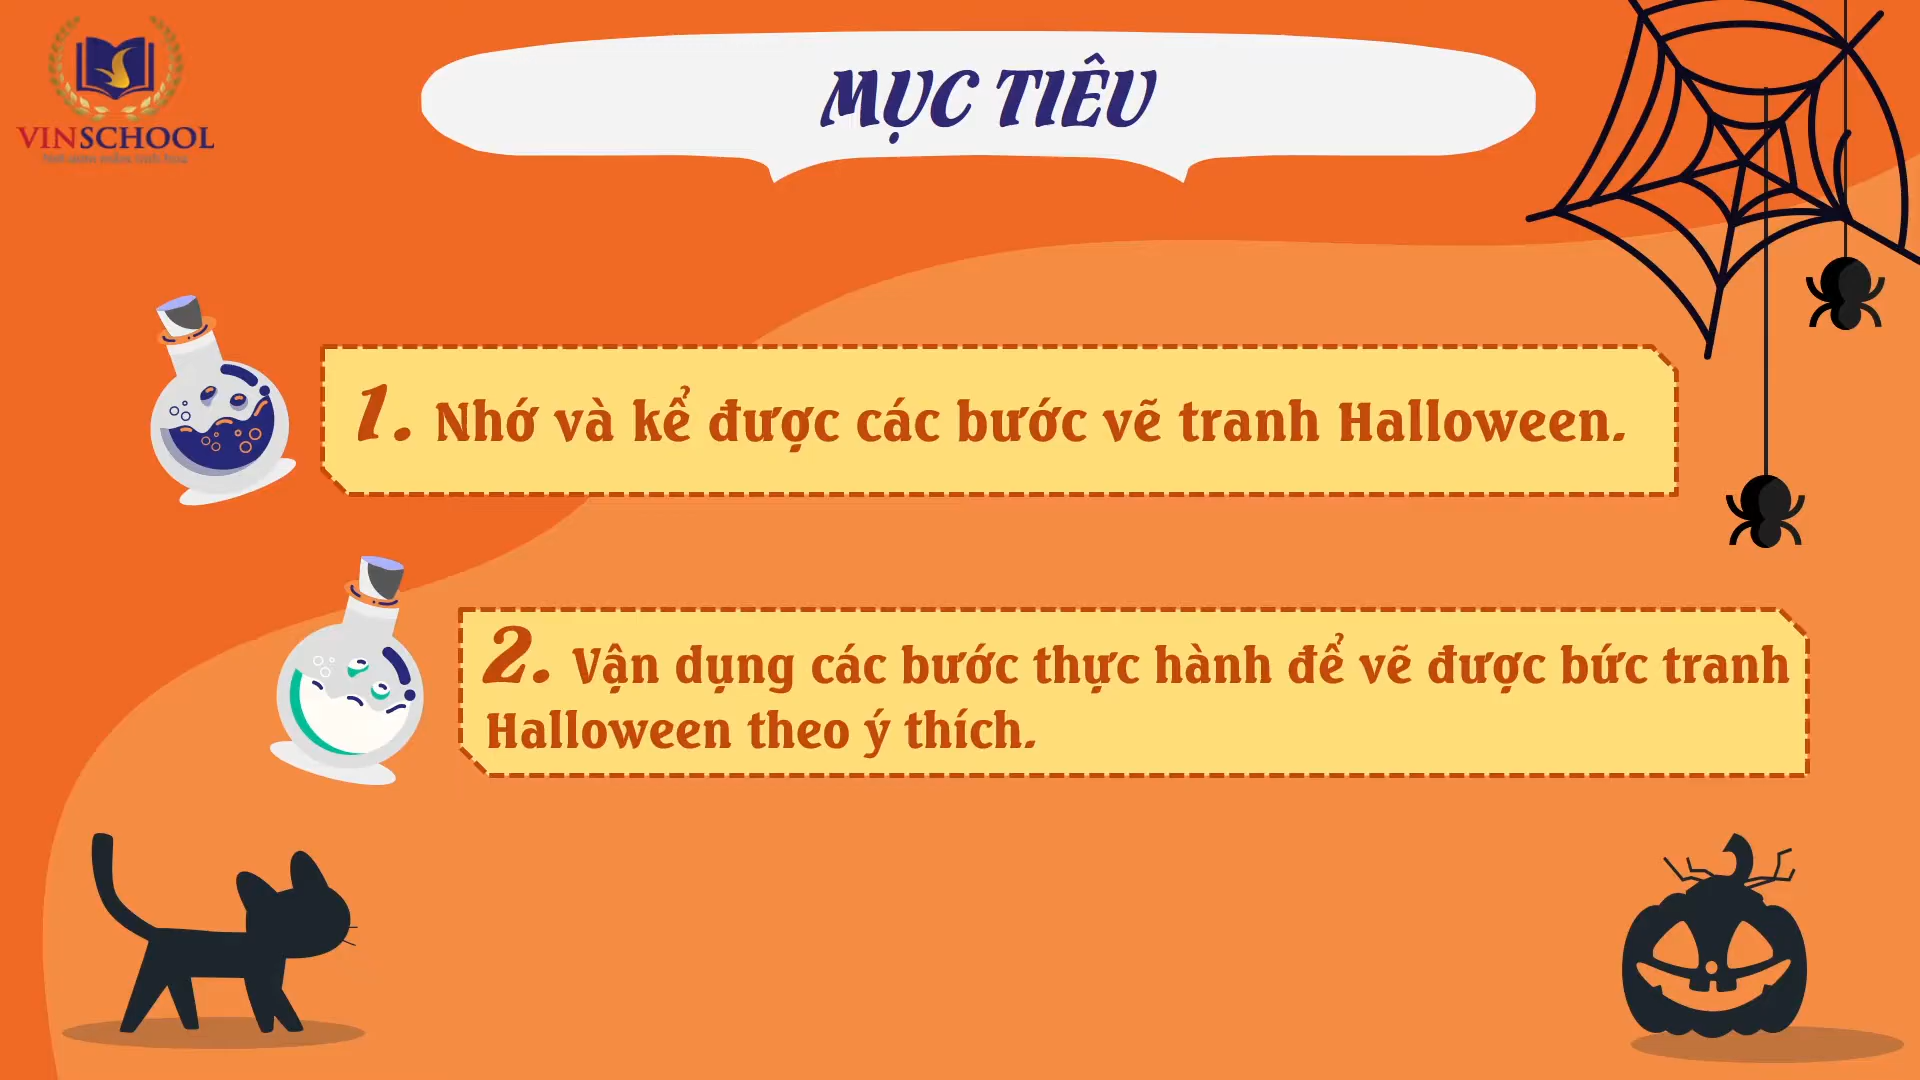 VINSCHOOL
MỤC TIÊU
1. Nhớ và kể được các bước vẽ tranh Halloween.
2. Vận dụng các bước thực hành để vẽ được bức tranh
Halloween theo ý thích.